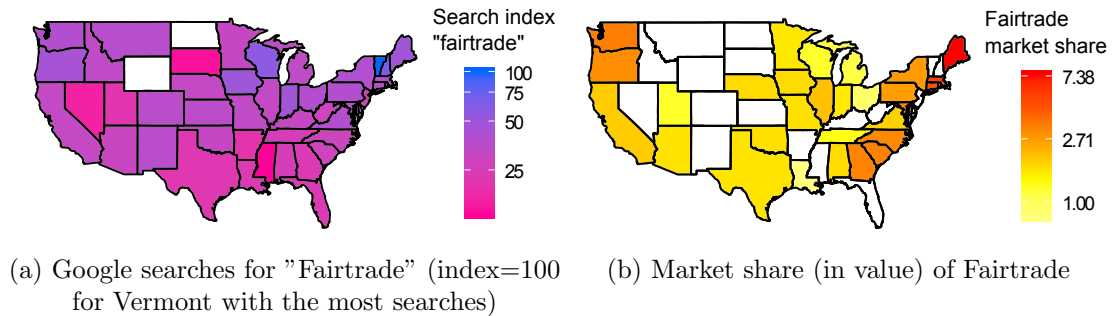 Search index
"fairtrade"
100
75
50
25
Fairtrade
market share
7.38
2.71
1.00
(a) Google searches for ”Fairtrade” (index=100
for Vermont with the most searches)
(b) Market share (in value) of Fairtrade